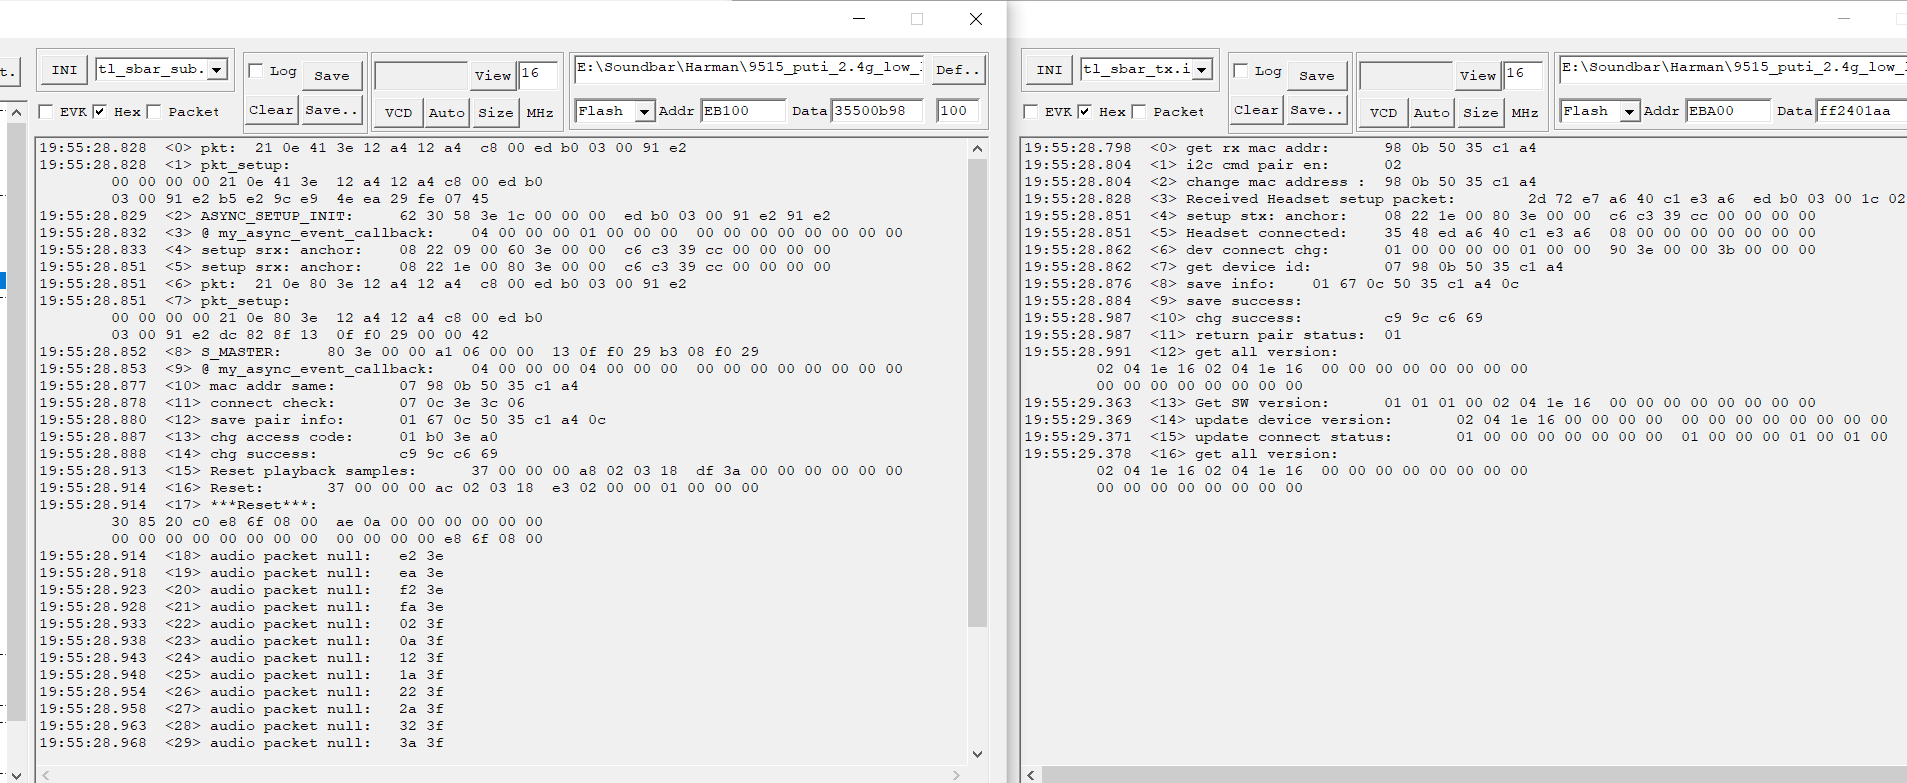 t.
INI
tl_sbar_sub.
Log
Save
View
16
E:\Soundbar\Harman\9515_puti_2.4g_low_
Def..
EVK
Hex
Packet
Clear
Save..
VCD
Auto
Size
MHz
Flash
Addr
EB100
Data
35500b98
100
19:55:28.828 <0> pkt: 21 0e 41 3e 12 a4 12 a4 c8 00 ed b0 03 00 91 e2
19:55:28.828 <1> pkt_setup:
00 00 00 00 21 0e 41 3e 12 a4 12 a4 c8 00 ed b0
03 00 91 e2 b5 e2 9c e9 4e ea 29 fe 07 45
19:55:28.829 <2> ASYNC_SETUP_INIT: 62 30 58 3e 1c 00 00 00 ed b0 03 00 91 e2 91 e2
19:55:28.832 <3> @ my_async_event_callback: 04 00 00 00 01 00 00 00 00 00 00 00 00 00 00 00
19:55:28.833 <4> setup srx: anchor: 08 22 09 00 60 3e 00 00 c6 c3 39 cc 00 00 00 00
19:55:28.851 <5> setup srx: anchor: 08 22 1e 00 80 3e 00 00 c6 c3 39 cc 00 00 00 00
19:55:28.851 <6> pkt: 21 0e 80 3e 12 a4 12 a4 c8 00 ed b0 03 00 91 e2
19:55:28.851 <7> pkt_setup:
00 00 00 00 21 0e 80 3e 12 a4 12 a4 c8 00 ed b0
03 00 91 e2 dc 82 8f 13 0f f0 29 00 00 42
19:55:28.852 <8> S_MASTER: 80 3e 00 00 a1 06 00 00 13 0f f0 29 b3 08 f0 29
19:55:28.853 <9> @ my_async_event_callback: 04 00 00 00 04 00 00 00 00 00 00 00 00 00 00 00
19:55:28.877 <10> mac addr same: 07 98 0b 50 35 c1 a4
19:55:28.878 <11> connect check: 07 0c 3e 3c 06
19:55:28.880 <12> save pair info: 01 67 0c 50 35 c1 a4 0c
19:55:28.887 <13> chg access code: 01 b0 3e a0
19:55:28.888 <14> chg success: c9 9c c6 69
19:55:28.913 <15> Reset playback samples: 37 00 00 00 a8 02 03 18 df 3a 00 00 00 00 00 00
19:55:28.914 <16> Reset: 37 00 00 00 ac 02 03 18 e3 02 00 00 01 00 00 00
19:55:28.914 <17> ***Reset***:
30 85 20 c0 e8 6f 08 00 ae 0a 00 00 00 00 00 00
00 00 00 00 00 00 00 00 00 00 00 00 e8 6f 08 00
19:55:28.914 <18> audio packet null: e2 3e
19:55:28.918 <19> audio packet null: ea 3e
19:55:28.923 <20> audio packet null: f2 3e
19:55:28.928 <21> audio packet null: fa 3e
19:55:28.933 <22> audio packet null: 02 3f
19:55:28.938 <23> audio packet null: 0a 3f
19:55:28.943 <24> audio packet null: 12 3f
19:55:28.948 <25> audio packet null: 1a 3f
19:55:28.954 <26> audio packet null: 22 3f
19:55:28.958 <27> audio packet null: 2a 3f
19:55:28.963 <28> audio packet null: 32 3f
19:55:28.968 <29> audio packet null: 3a 3f
INI
tl_sbar_tx.i
Log
Save
View
16
E:\Soundbar\Harman\9515_puti_2.4g_low_
EVK
Hex
Packet
Clear
Save..
VCD
Auto
Size
MHz
Flash
Addr
EBA00
Data
ff2401aa
19:55:28.798 <0> get rx mac addr: 98 0b 50 35 c1 a4
19:55:28.804 <1> i2c cmd pair en: 02
19:55:28.804 <2> change mac address : 98 0b 50 35 c1 a4
19:55:28.828 <3> Received Headset setup packet: 2d 72 e7 a6 40 c1 e3 a6 ed b0 03 00 1c 02
19:55:28.851 <4> setup stx: anchor: 08 22 1e 00 80 3e 00 00 c6 c3 39 cc 00 00 00 00
19:55:28.851 <5> Headset connected: 35 48 ed a6 40 c1 e3 a6 08 00 00 00 00 00 00 00
19:55:28.862 <6> dev connect chg: 01 00 00 00 00 01 00 00 90 3e 00 00 3b 00 00 00
19:55:28.862 <7> get device id: 07 98 0b 50 35 c1 a4
19:55:28.876 <8> save info: 01 67 0c 50 35 c1 a4 0c
19:55:28.884 <9> save success:
19:55:28.987 <10> chg success: c9 9c c6 69
19:55:28.987 <11> return pair status: 01
19:55:28.991 <12> get all version:
02 04 1e 16 02 04 1e 16 00 00 00 00 00 00 00 00
00 00 00 00 00 00 00 00
19:55:29.363 <13> Get SW version: 01 01 01 00 02 04 1e 16 00 00 00 00 00 00 00 00
19:55:29.369 <14> update device version: 02 04 1e 16 00 00 00 00 00 00 00 00 00 00 00 00
19:55:29.371 <15> update connect status: 01 00 00 00 00 00 00 00 01 00 00 00 01 00 01 00
19:55:29.378 <16> get all version:
02 04 1e 16 02 04 1e 16 00 00 00 00 00 00 00 00
00 00 00 00 00 00 00 00